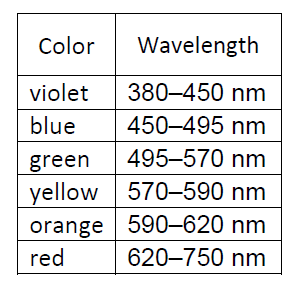 Color Wavelength
violet 380–450 nm
blue 450–495 nm
green 495–570 nm
yellow 570–590 nm
orange 590–620 nm
red 620–750 nm